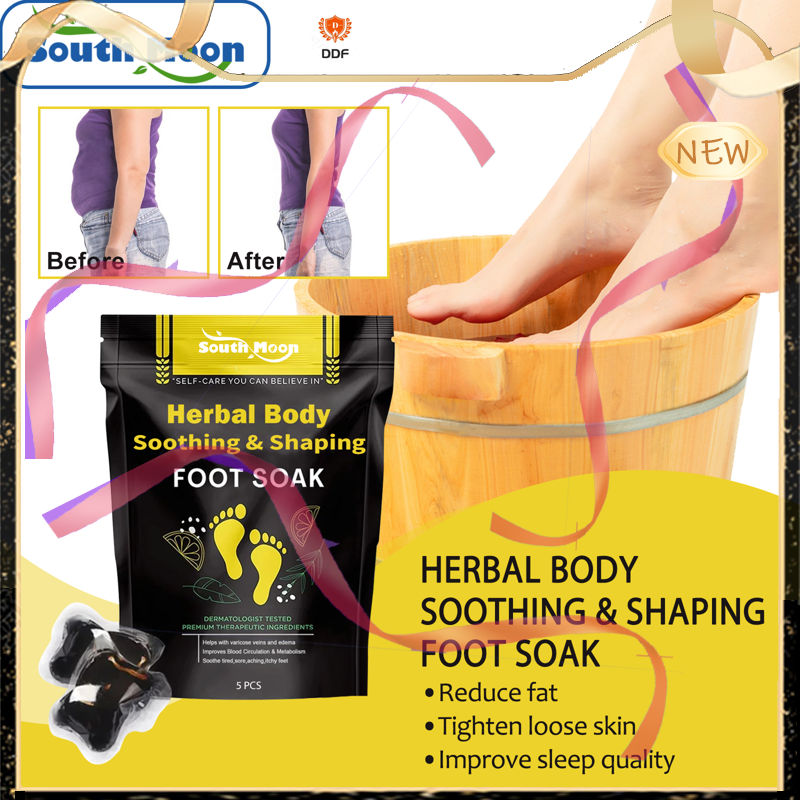 South Moon
DDF
NEW
Before
After
South Moon
"SELF-CARE YOU CAN BELIEVE IN"
Herbal Body
Soothing & Shaping
FOOT SOAK
DERMATOLOGIST TESTED
PREMIUM THERAPEUTIC INGREDIENTS
Helps with varicose veins and edema
Improves Blood Circulation & Metabolism
Soothe tired,sore,aching,itchy feet
5 PCS
HERBAL BODY
SOOTHING & SHAPING
FOOT SOAK
•Reduce fat
•Tighten loose skin
•Improve sleep quality